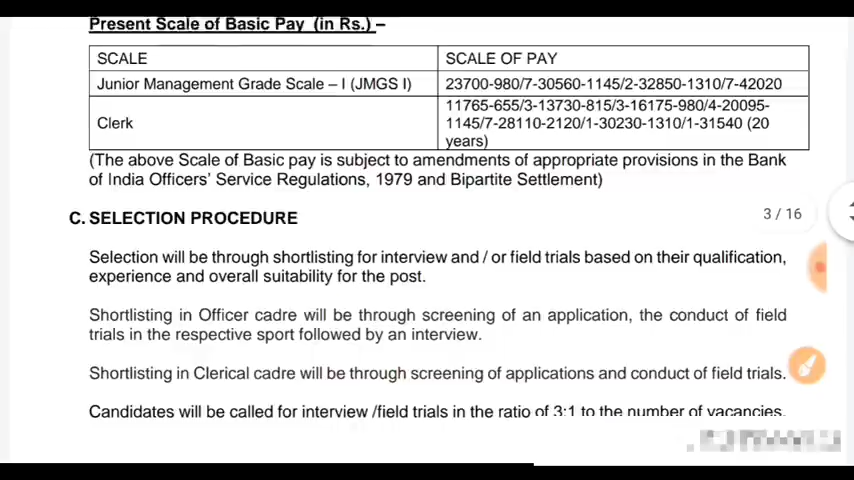 Present Scale of Basic Pay (in Rs.) –
SCALE
SCALE OF PAY
Junior Management Grade Scale – I (JMGS I)
23700-980/7-30560-1145/2-32850-1310/7-42020
Clerk
11765-655/3-13730-815/3-16175-980/4-20095-
1145/7-28110-2120/1-30230-1310/1-31540 (20
years)
(The above Scale of Basic pay is subject to amendments of appropriate provisions in the Bank
of India Officers' Service Regulations, 1979 and Bipartite Settlement)
C. SELECTION PROCEDURE
3 / 16
Selection will be through shortlisting for interview and / or field trials based on their qualification,
experience and overall suitability for the post.
Shortlisting in Officer cadre will be through screening of an application, the conduct of field
trials in the respective sport followed by an interview.
Shortlisting in Clerical cadre will be through screening of applications and conduct of field trials.
Candidates will be called for interview /field trials in the ratio of 3:1 to the number of vacancies.